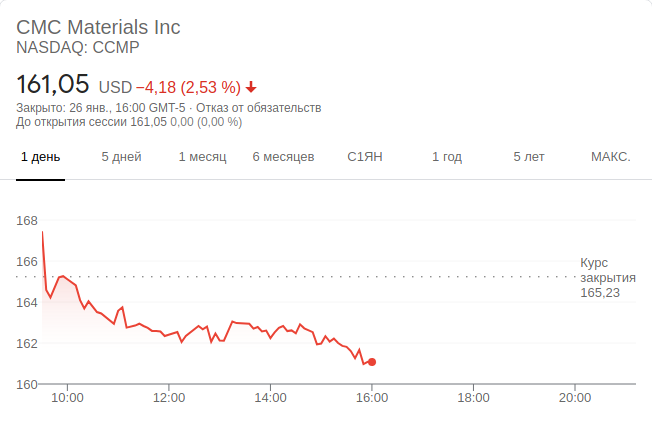 CMC Materials Inc
NASDAQ: CCMP
161,05 USD −4,18 (2,53 %)
Закрыто: 26 янв., 16:00 GMT-5 · Отказ от обязательств
До открытия сессии 161,05 0,00 (0,00 %)
1 день 5 дней 1 месяц 6 месяцев С1ЯН 1 год 5 лет МАКС.
168
166
164
162
160
Курс
закрытия
165,23
10:00 12:00 14:00 16:00 18:00 20:00